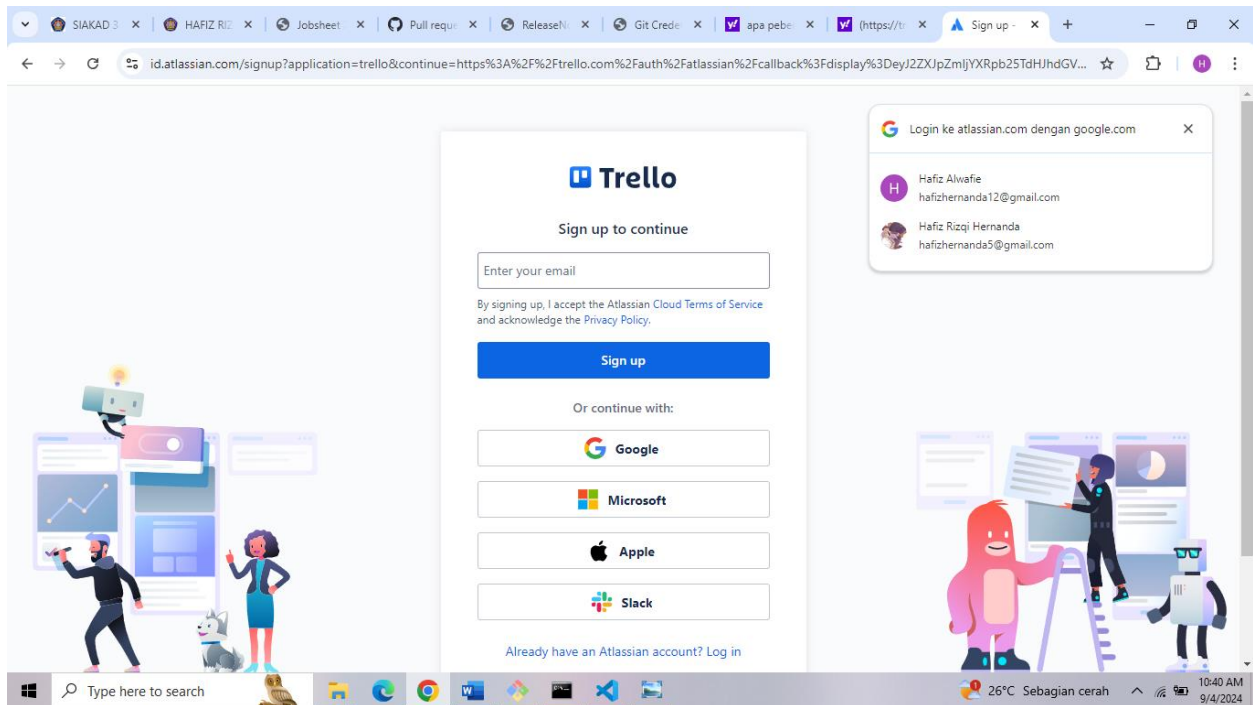 SIAKAD 3
HAFIZ RIZ
Jobsheet
Pull reque
ReleaseNo
Git Creder
apa pebe
(https://tr
Sign up -
id.atlassian.com/signup?application=trello&continue=https%3A%2F%2Ftrello.com%2Fauth%2Fatlassian%2Fcallback%3Fdisplay%3DeyJ2ZXJpZmljYXRpb25TdHJhdGV...
H
Login ke atlassian.com dengan google.com
H
Hafiz Alwafie
hafizhernanda12@gmail.com
Hafiz Rizqi Hernanda
hafizhernanda5@gmail.com
Trello
Sign up to continue
Enter your email
By signing up, I accept the Atlassian Cloud Terms of Service
and acknowledge the Privacy Policy.
Sign up
Or continue with:
Google
Microsoft
Apple
Slack
Already have an Atlassian account? Log in
Type here to search
26°C Sebagian cerah
10:40 AM
9/4/2024